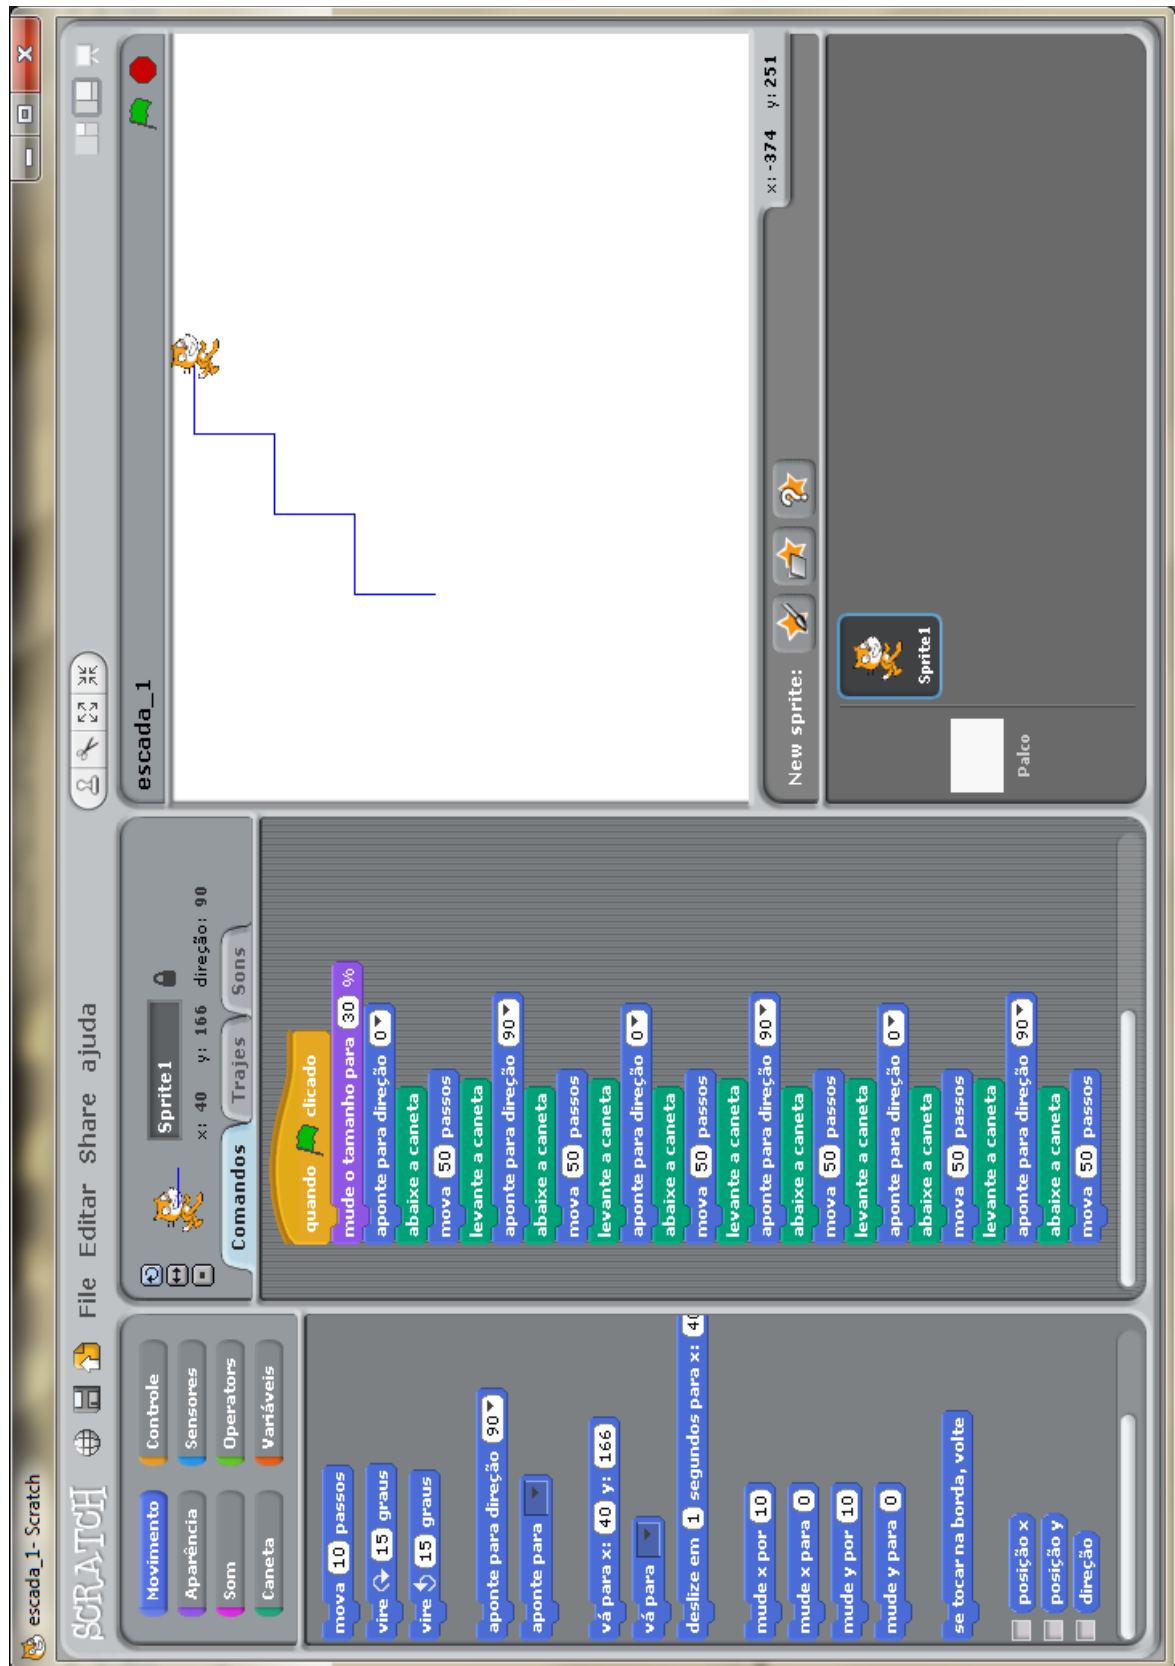 escada_1- Scratch
SCRATCH
File Editar Share ajuda
Movimento
Controle
Aparência
Sensores
Som
Operators
Caneta
Variáveis
mova 10 passos
vire 15 graus
vire 15 graus
aponte para direção 90
aponte para
vá para x: 40 y: 166
vá para
deslize em 1 segundos para x: 40
mude x por 10
mude x para 0
mude y por 10
mude y para 0
se tocar na borda, volte
posição x
posição y
direção
Sprite1
x: 40 y: 166 direção: 90
Comandos
Trajes
Sons
quando clicado
mude o tamanho para 30 %
aponte para direção 0
abaixe a caneta
mova 50 passos
levante a caneta
aponte para direção 90
abaixe a caneta
mova 50 passos
levante a caneta
aponte para direção 0
abaixe a caneta
mova 50 passos
levante a caneta
aponte para direção 90
abaixe a caneta
mova 50 passos
levante a caneta
aponte para direção 0
abaixe a caneta
mova 50 passos
levante a caneta
aponte para direção 90
abaixe a caneta
mova 50 passos
escada_1
x: -374 y: 251
New sprite:
Sprite1
Palco